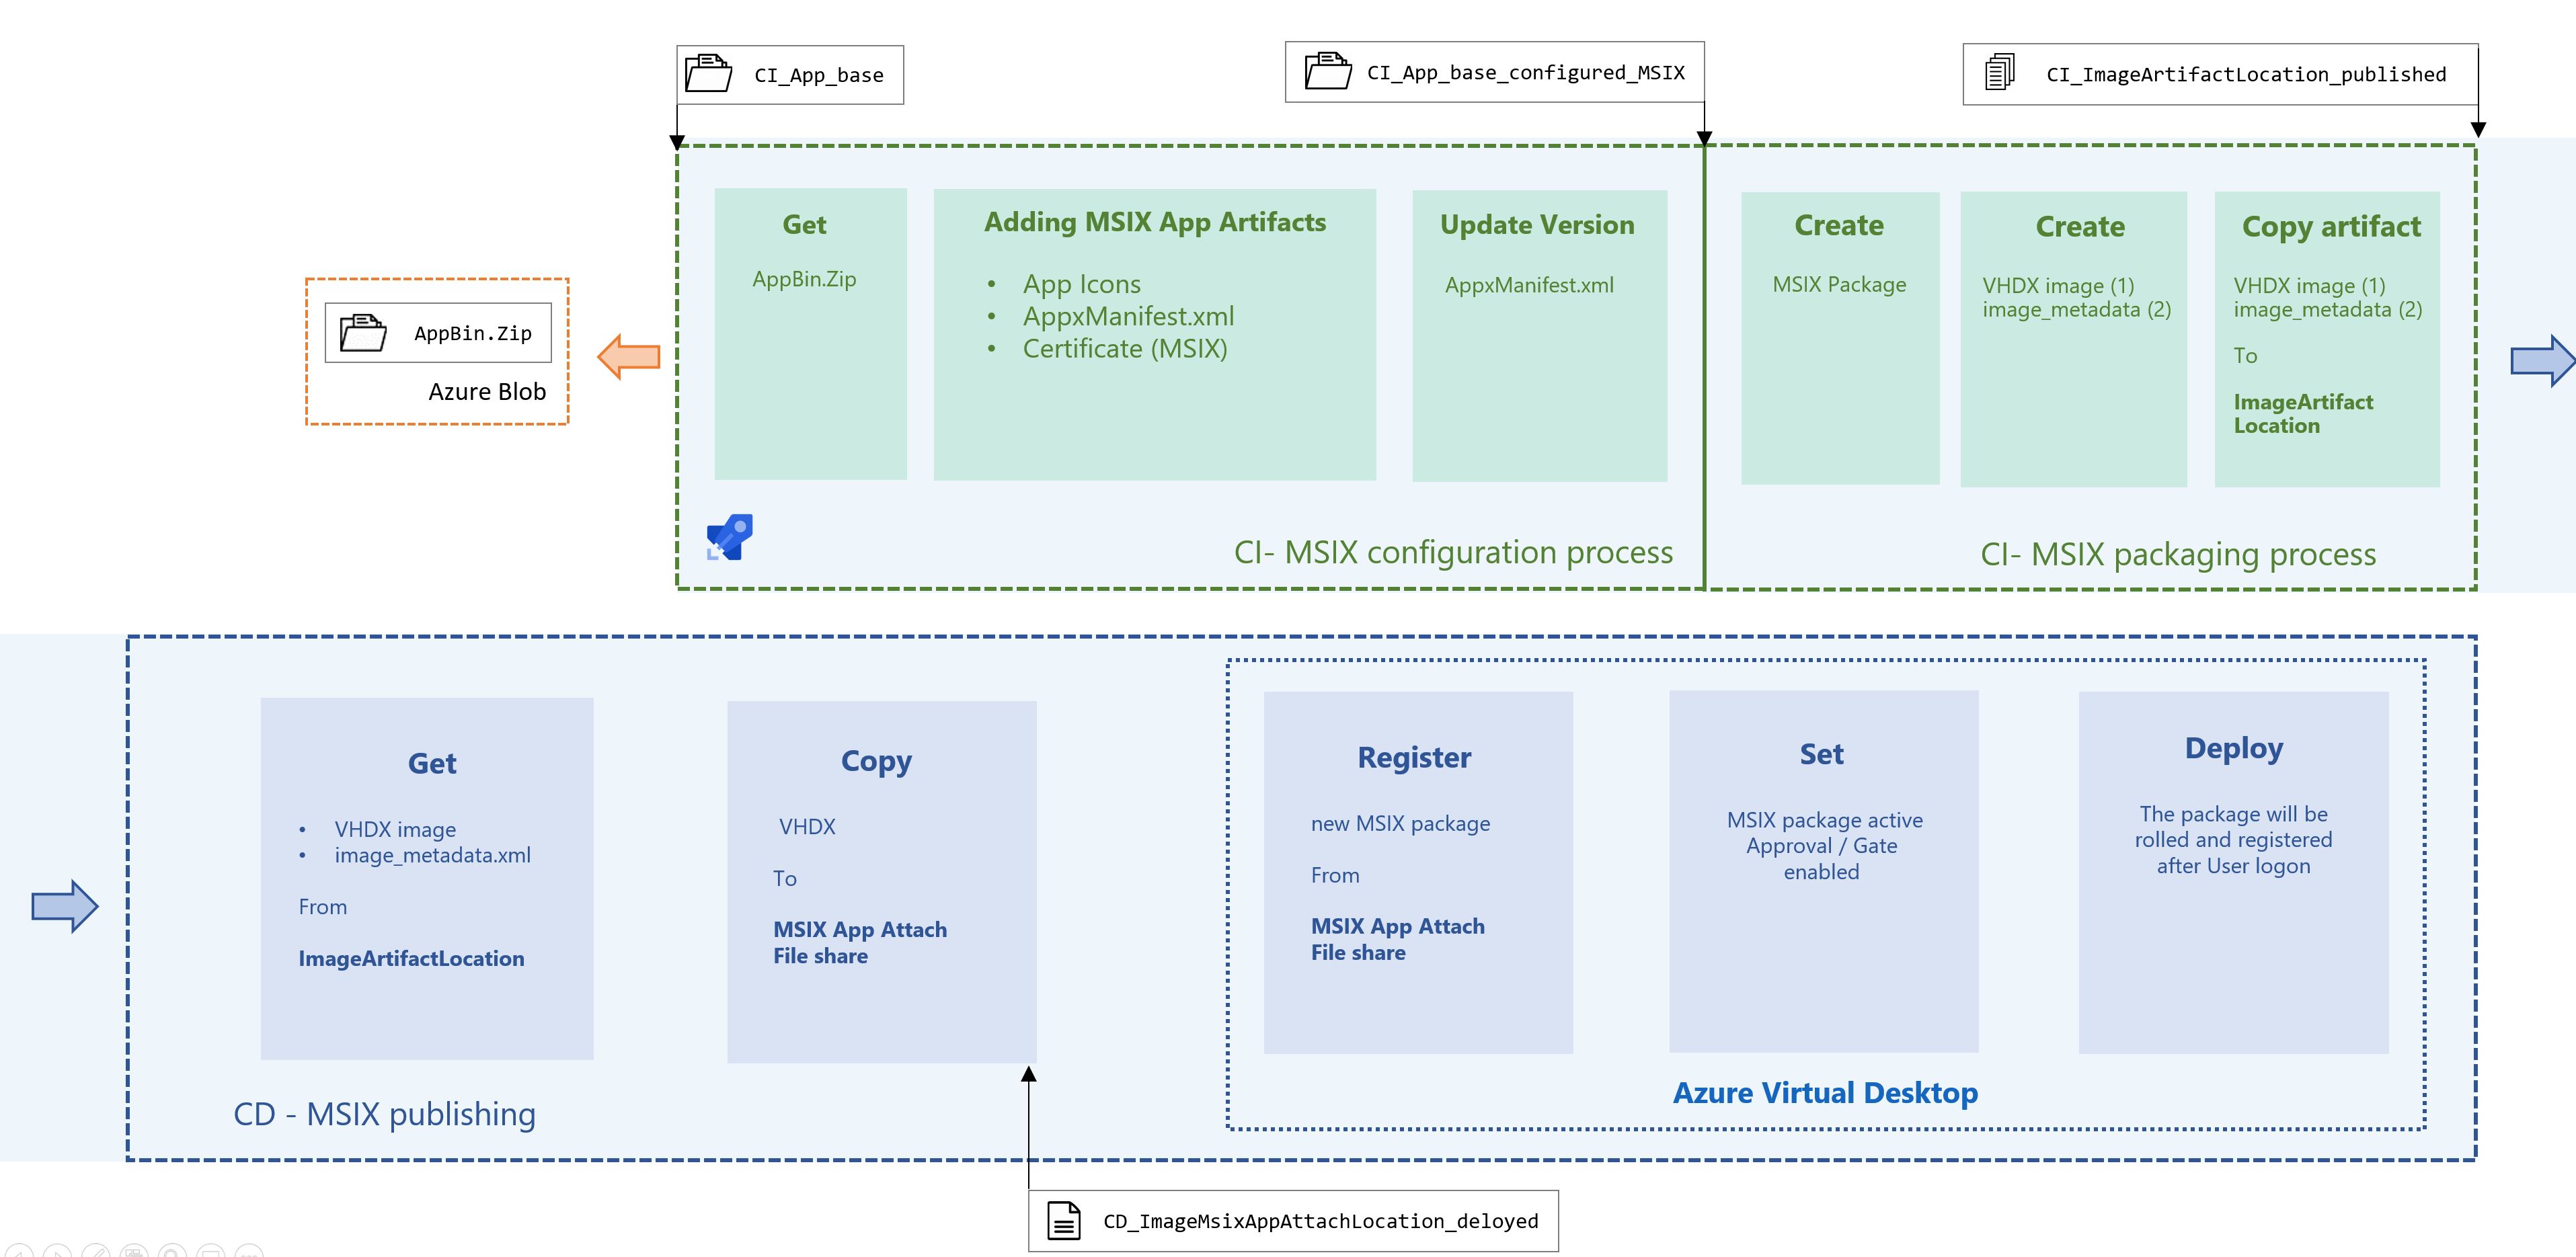 CI_App_base
CI_App_base_configured_MSIX
CI_ImageArtifactLocation_published
AppBin.Zip
Azure Blob
Get
AppBin.Zip
Adding MSIX App Artifacts
• App Icons
• AppxManifest.xml
• Certificate (MSIX)
Update Version
AppxManifest.xml
CI- MSIX configuration process
Create
MSIX Package
Create
VHDX image (1)
image_metadata (2)
Copy artifact
VHDX image (1)
image_metadata (2)
To
ImageArtifact
Location
CI- MSIX packaging process
Get
• VHDX image
• image_metadata.xml
From
ImageArtifactLocation
Copy
VHDX
To
MSIX App Attach
File share
CD - MSIX publishing
Register
new MSIX package
From
MSIX App Attach
File share
Set
MSIX package active
Approval / Gate
enabled
Deploy
The package will be
rolled and registered
after User logon
Azure Virtual Desktop
CD_ImageMsixAppAttachLocation_deloyed